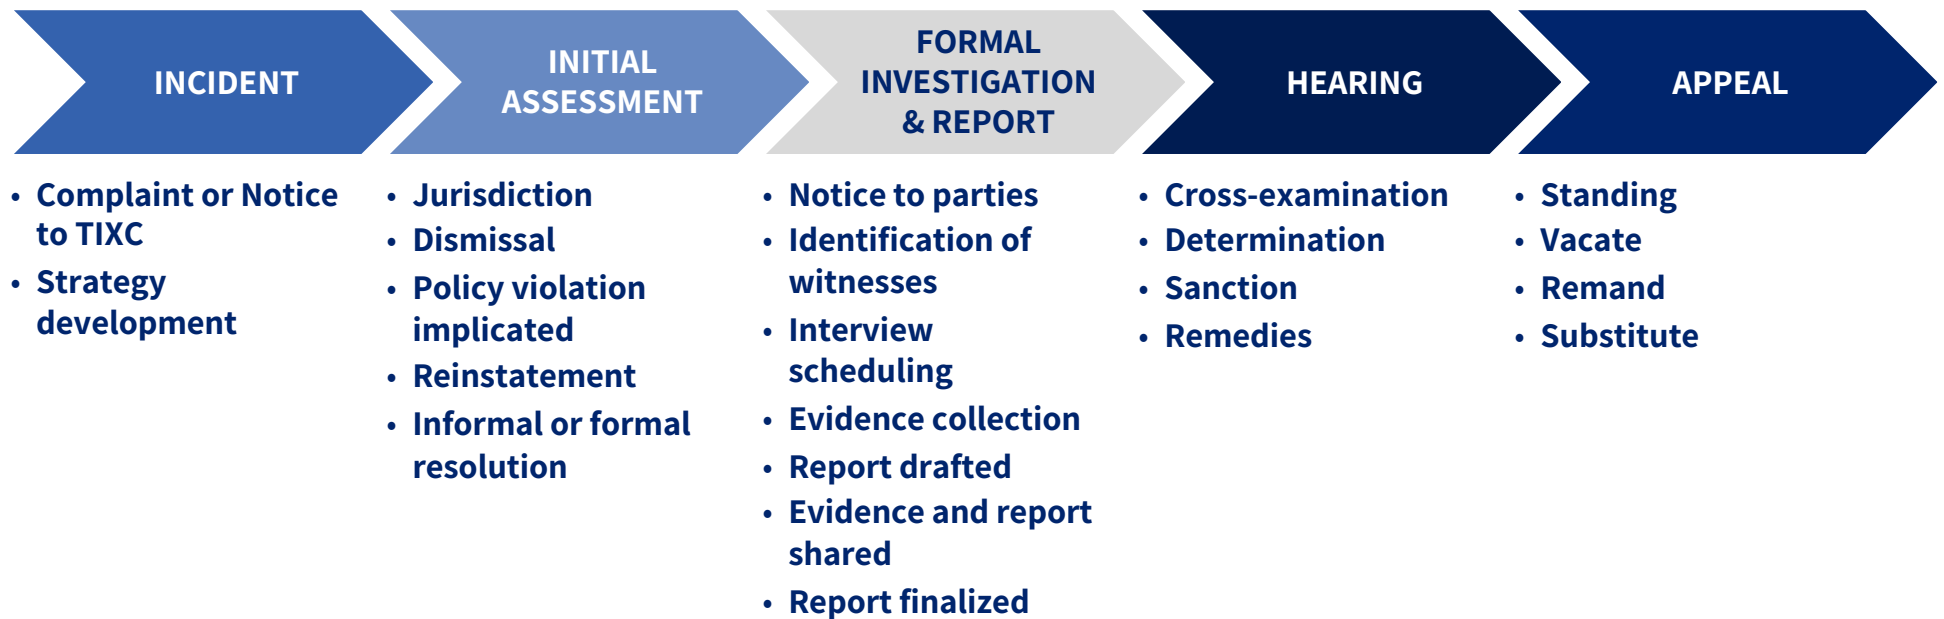 INCIDENT
INITIAL
ASSESSMENT
FORMAL
INVESTIGATION
& REPORT
HEARING
APPEAL
• Complaint or Notice
to TIXC
• Strategy
development
• Jurisdiction
• Dismissal
• Policy violation
implicated
• Reinstatement
• Informal or formal
resolution
• Notice to parties
• Identification of
witnesses
• Interview
scheduling
• Evidence collection
• Report drafted
• Evidence and report
shared
• Report finalized
• Cross-examination
• Determination
• Sanction
• Remedies
• Standing
• Vacate
• Remand
• Substitute